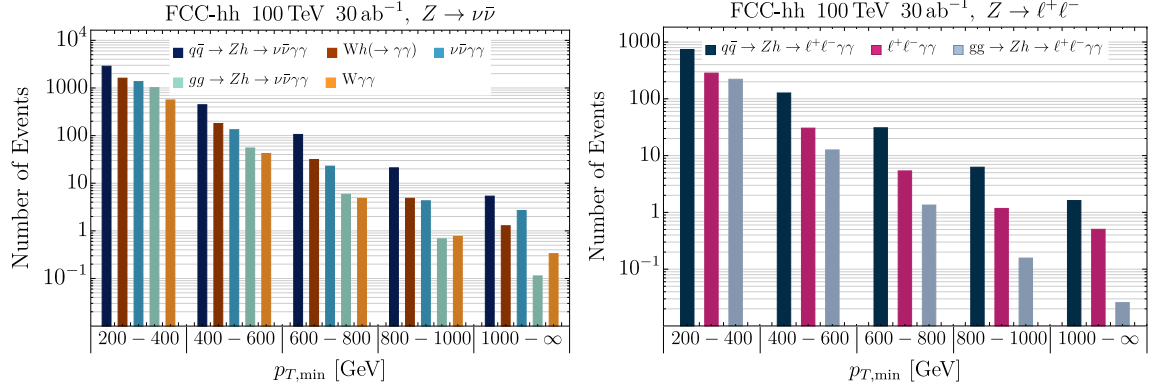 FCC-hh 100 TeV 30 ab⁻¹, Z → νν̄
Number of Events
10⁴
1000
100
10
1
10⁻¹
qq̄ → Zh → νν̄γγ
Wh(→ γγ)
νν̄γγ
gg → Zh → νν̄γγ
Wγγ
200 − 400
400 − 600
600 − 800
800 − 1000
1000 − ∞
p_{T,min} [GeV]
FCC-hh 100 TeV 30 ab⁻¹, Z → ℓ⁺ℓ⁻
Number of Events
1000
100
10
1
10⁻¹
qq̄ → Zh → ℓ⁺ℓ⁻γγ
ℓ⁺ℓ⁻γγ
gg → Zh → ℓ⁺ℓ⁻γγ
200 − 400
400 − 600
600 − 800
800 − 1000
1000 − ∞
p_{T,min} [GeV]